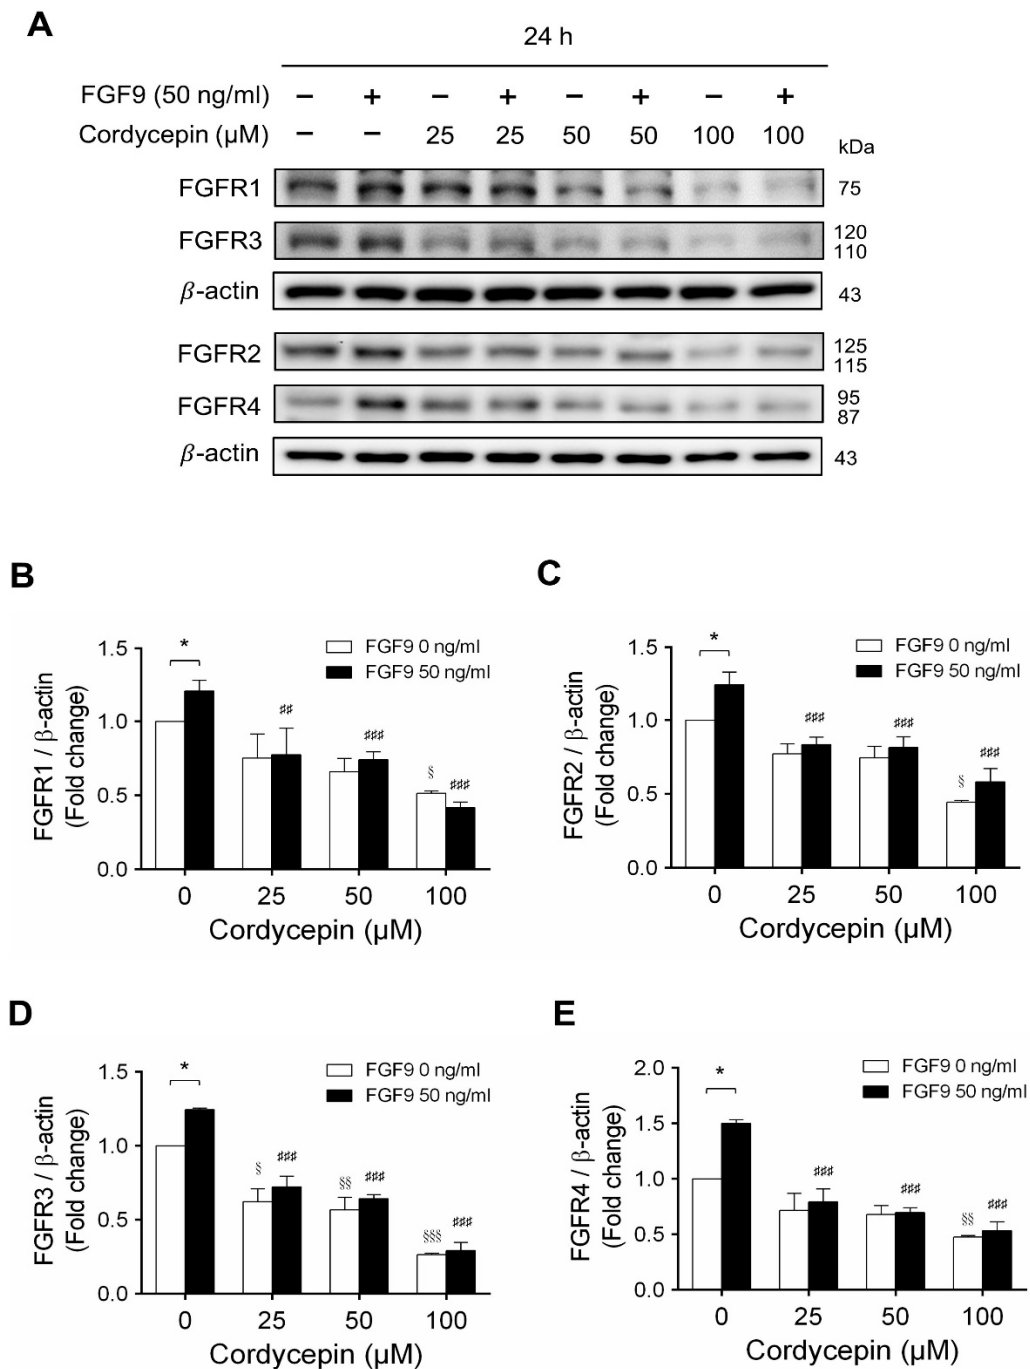 A
24 h
FGF9 (50 ng/ml) − + − + − + − +
Cordycepin (µM) − − 25 25 50 50 100 100
kDa
FGFR1 75
FGFR3 120
110
β-actin 43
FGFR2 125
115
FGFR4 95
87
β-actin 43
B
FGFR1 / β-actin
(Fold change)
1.5
1.0
0.5
0.0
*
FGF9 0 ng/ml
FGF9 50 ng/ml
♯♯
♯♯♯
§
♯♯♯
0 25 50 100
Cordycepin (µM)
C
FGFR2 / β-actin
(Fold change)
1.5
1.0
0.5
0.0
*
FGF9 0 ng/ml
FGF9 50 ng/ml
♯♯♯
♯♯♯
§
♯♯♯
0 25 50 100
Cordycepin (µM)
D
FGFR3 / β-actin
(Fold change)
1.5
1.0
0.5
0.0
*
FGF9 0 ng/ml
FGF9 50 ng/ml
§
♯♯♯
§§
♯♯♯
§§§
♯♯♯
0 25 50 100
Cordycepin (µM)
E
FGFR4 / β-actin
(Fold change)
2.0
1.5
1.0
0.5
0.0
*
FGF9 0 ng/ml
FGF9 50 ng/ml
♯♯♯
♯♯♯
§§
♯♯♯
0 25 50 100
Cordycepin (µM)